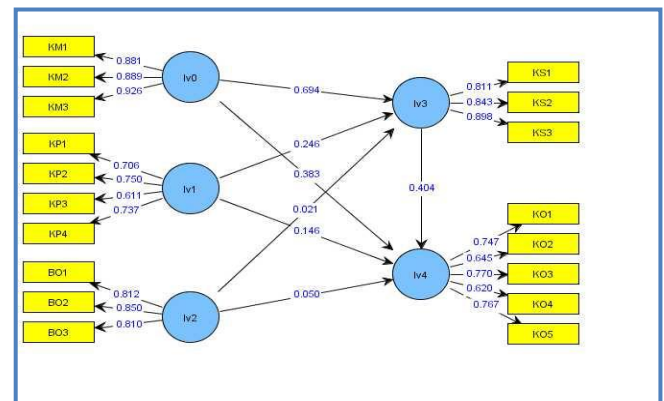 KM1
KM2
KM3
0.881
0.889
0.926
lv0
KP1
KP2
KP3
KP4
0.706
0.750
0.611
0.737
lv1
BO1
BO2
BO3
0.812
0.850
0.810
lv2
0.694
0.246
0.383
0.021
0.146
0.050
lv3
0.404
lv4
0.811
0.843
0.898
KS1
KS2
KS3
0.747
0.645
0.770
0.620
0.767
KO1
KO2
KO3
KO4
KO5